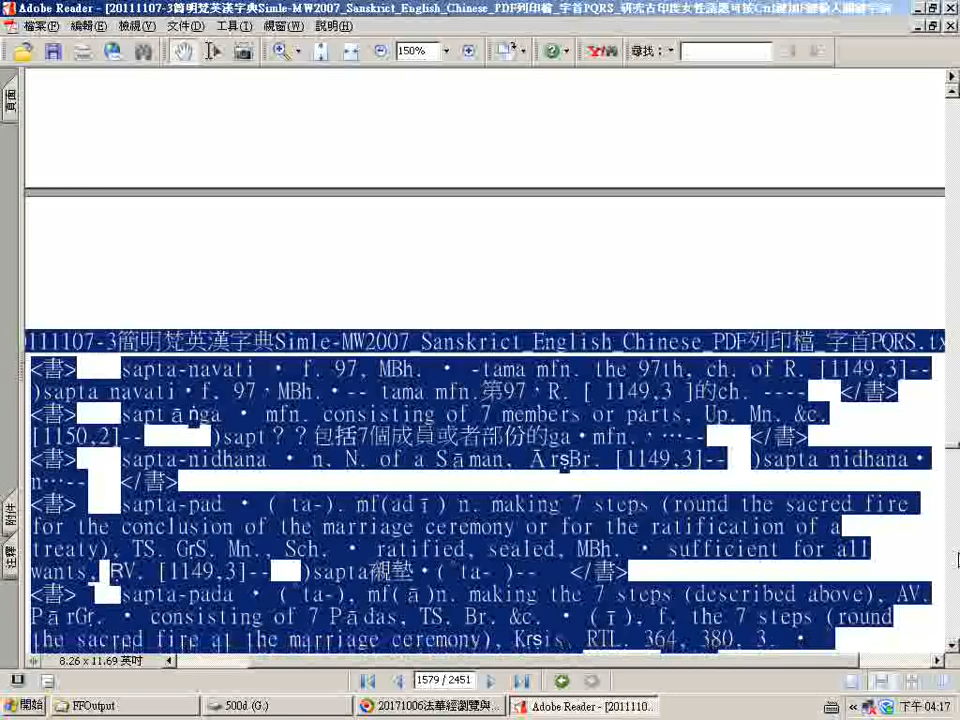 Adobe Reader - [20111107-3簡明梵英漢字典Simle-MW2007_Sanskrict_English_Chinese_PDF列印檔_字首PQRS_研究古印度女性議題可按Ctrl鍵加F鍵輸入關鍵字
檔案(F) 編輯(E) 檢視(V) 文件(D) 工具(T) 視窗(W) 說明(H)
150% 尋找:
頁面
111107-3簡明梵英漢字典Simle-MW2007_Sanskrict_English_Chinese_PDF列印檔_字首PQRS.tx
<書> sapta-navati · f. 97, MBh. · -tama mfn. the 97th, ch. of R. [1149,3]--
)sapta navati · f. 97, MBh. · -- tama mfn.第97,R. [ 1149,3 ]的ch. ---- </書>
<書> saptāṅga · mfn. consisting of 7 members or parts, Up. Mn. &c.
[1150,2]-- )sapt??包括7個成員或者部份的ga·mfn.,…-- </書>
<書> sapta-nidhana · n. N. of a Sāman, ĀrṣBr. [1149,3]-- )sapta nidhana·
n…-- </書>
<書> sapta-pad · ( ˊta-). mf(adī) n. making 7 steps (round the sacred fire
for the conclusion of the marriage ceremony or for the ratification of a
treaty), TS. GṛS. Mn., Sch. · ratified, sealed, MBh. · sufficient for all
wants, RV. [1149,3]-- )sapta襯墊·(ˊta- )-- </書>
<書> sapta-pada · (ˊta-), mf(ā)n. making the 7 steps (described above), AV.
PārGṛ. · consisting of 7 Pādas, TS. Br. &c. · (ī), f. the 7 steps (round
the sacred fire at the marriage ceremony), Kṛṣis. RTL. 364, 380, 3. ·
附件
註釋
8.26 x 11.69 英吋
1579 / 2451
開始 FFOutput 500d (G:) 20171006法華經瀏覽與... Adobe Reader - [2011110... 下午 04:17